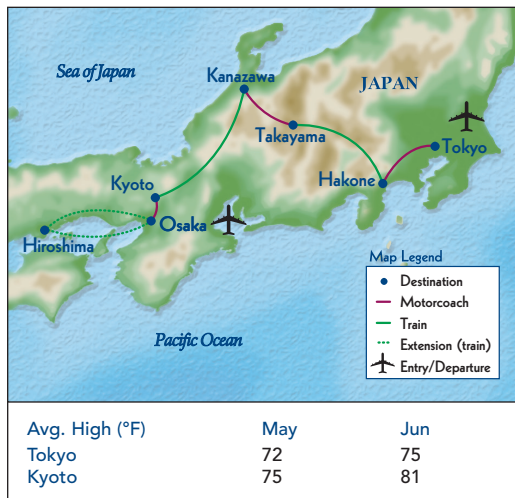 Sea of Japan
Kanazawa
JAPAN
Takayama
Tokyo
Kyoto
Hakone
Osaka
Hiroshima
Map Legend
Destination
Motorcoach
Train
Extension (train)
Entry/Departure
Pacific Ocean
Avg. High (°F) May Jun
Tokyo 72 75
Kyoto 75 81